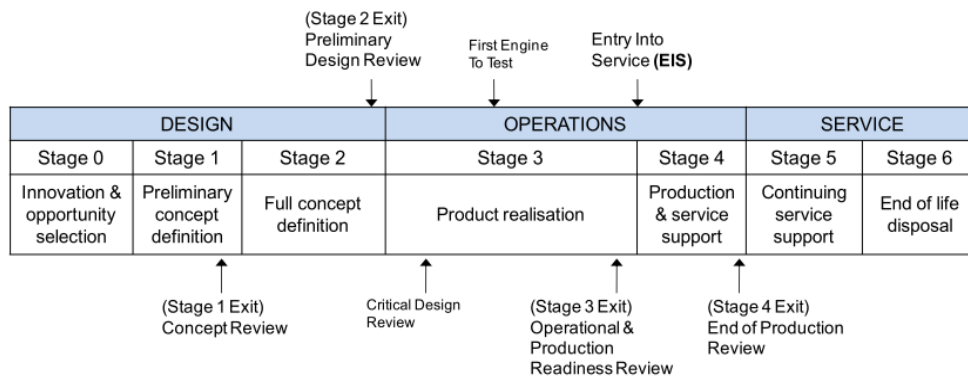 (Stage 2 Exit)
Preliminary
Design Review
First Engine
To Test
Entry Into
Service (EIS)
DESIGN
OPERATIONS
SERVICE
Stage 0
Stage 1
Stage 2
Stage 3
Stage 4
Stage 5
Stage 6
Innovation &
opportunity
selection
Preliminary
concept
definition
Full concept
definition
Product realisation
Production
& service
support
Continuing
service
support
End of life
disposal
(Stage 1 Exit)
Concept Review
Critical Design
Review
(Stage 3 Exit)
Operational &
Production
Readiness Review
(Stage 4 Exit)
End of Production
Review